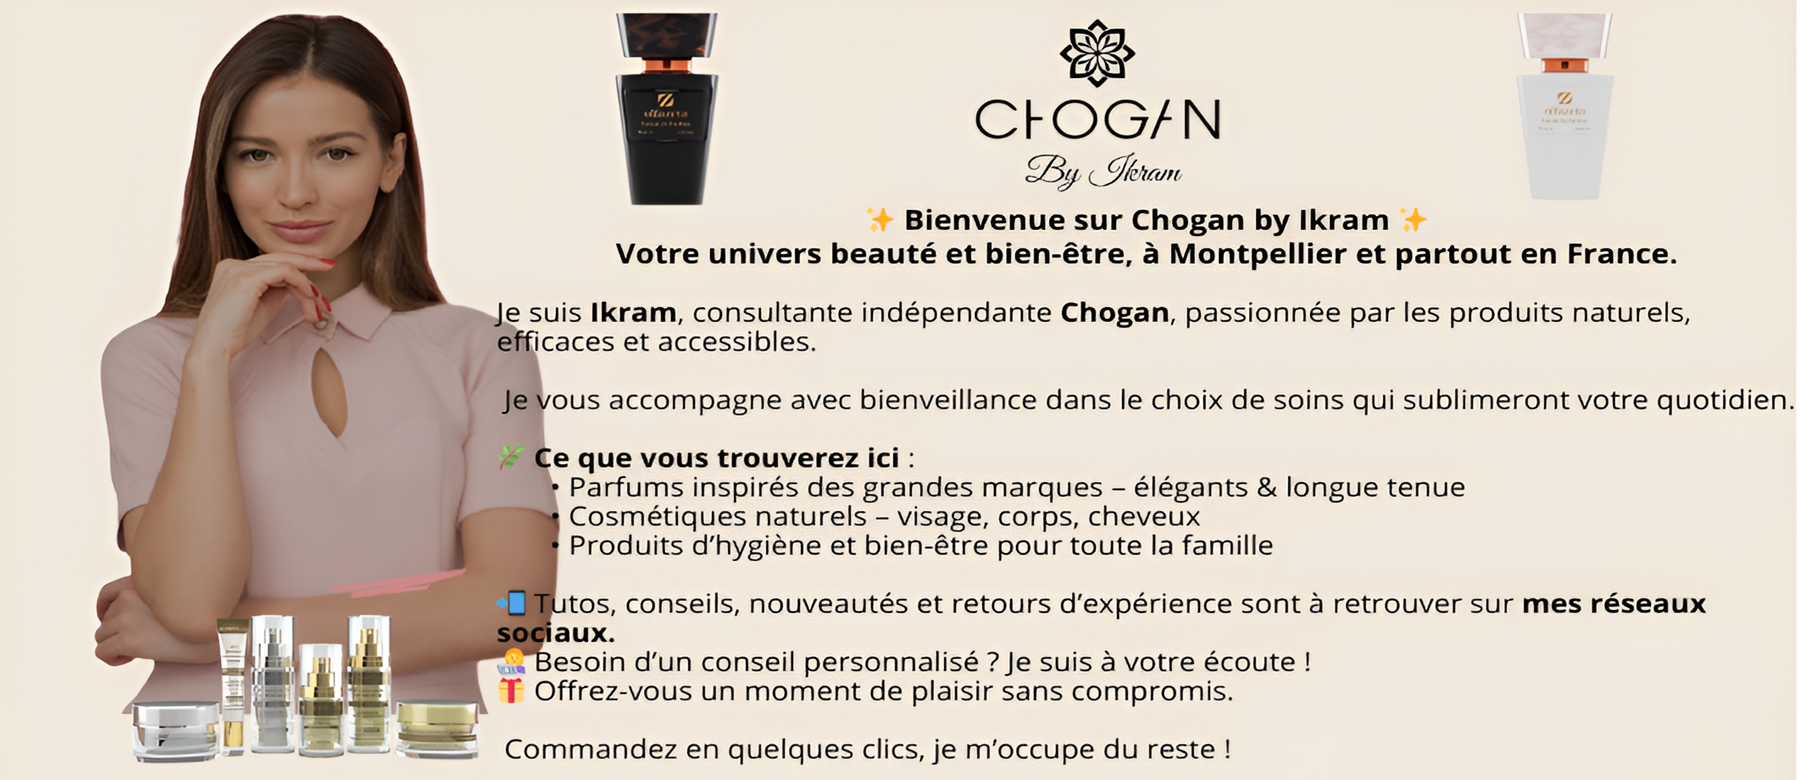 CHOGAN
By Ikram
✨ Bienvenue sur Chogan by Ikram ✨
Votre univers beauté et bien-être, à Montpellier et partout en France.
Je suis Ikram, consultante indépendante Chogan, passionnée par les produits naturels,
efficaces et accessibles.
Je vous accompagne avec bienveillance dans le choix de soins qui sublimeront votre quotidien.
🌿 Ce que vous trouverez ici :
• Parfums inspirés des grandes marques – élégants & longue tenue
• Cosmétiques naturels – visage, corps, cheveux
• Produits d’hygiène et bien-être pour toute la famille
📲 Tutos, conseils, nouveautés et retours d’expérience sont à retrouver sur mes réseaux
sociaux.
Besoin d’un conseil personnalisé ? Je suis à votre écoute !
🎁 Offrez-vous un moment de plaisir sans compromis.
Commandez en quelques clics, je m’occupe du reste !